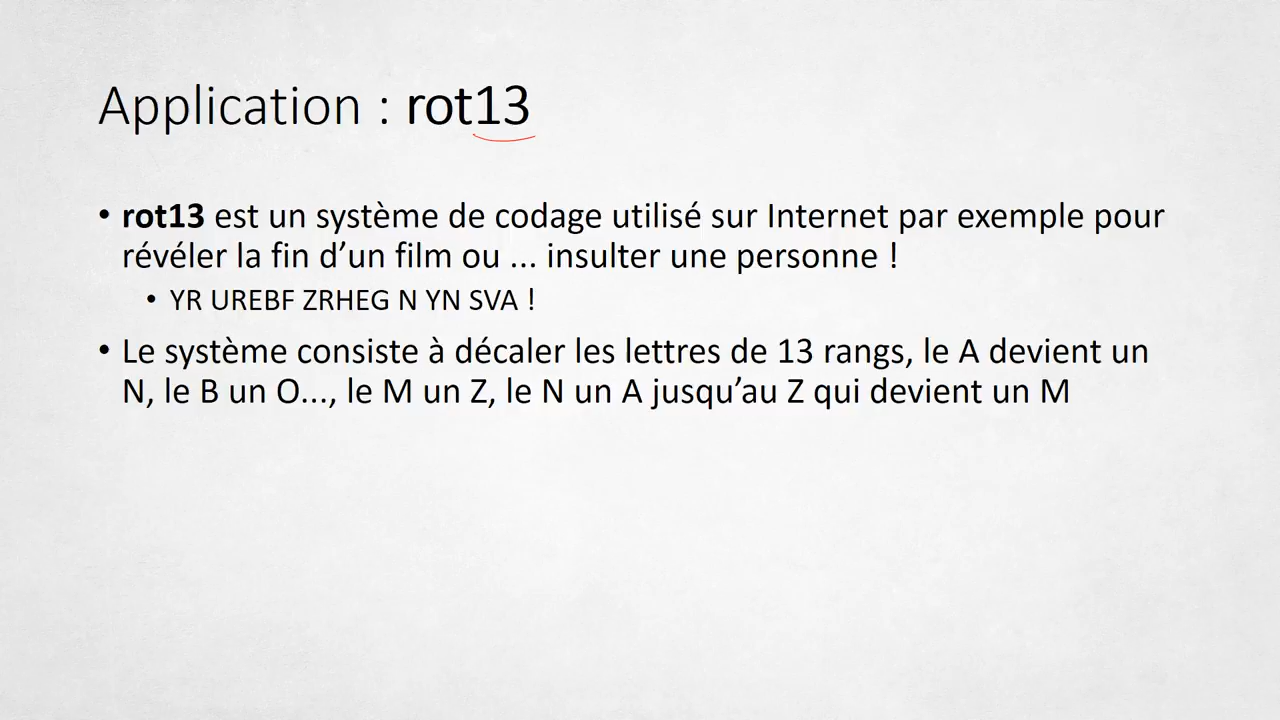 Application : rot13
• rot13 est un système de codage utilisé sur Internet par exemple pour
révéler la fin d’un film ou ... insulter une personne !
• YR UREBF ZRHEG N YN SVA !
• Le système consiste à décaler les lettres de 13 rangs, le A devient un
N, le B un O..., le M un Z, le N un A jusqu’au Z qui devient un M